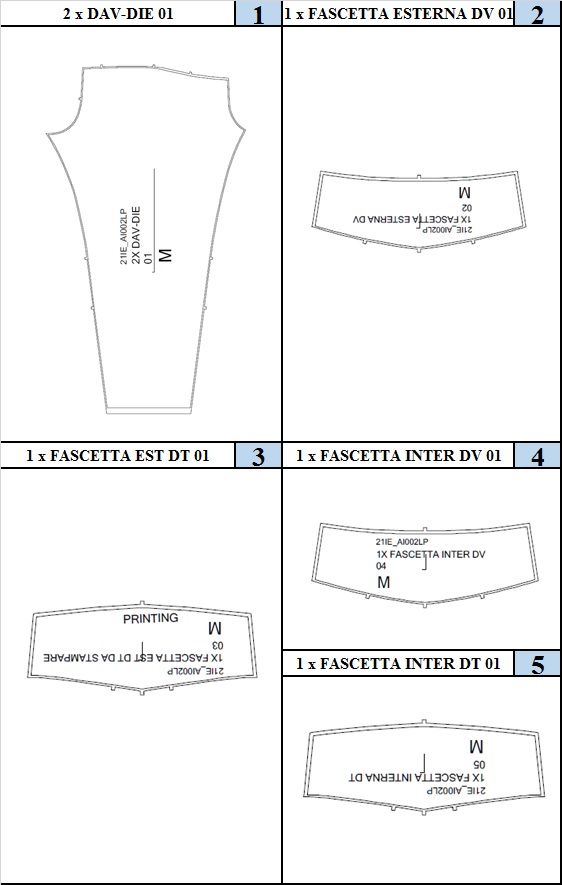 2 x DAV-DIE 01
1
21IE_AI002LP
2X DAV-DIE
01
M
1 x FASCETTA ESTERNA DV 01
2
21IE_AI002LP
1X FASCETTA ESTERNA DV
02
M
1 x FASCETTA EST DT 01
3
PRINTING
21IE_AI002LP
1X FASCETTA EST DT DA STAMPARE
03
M
1 x FASCETTA INTER DV 01
4
21IE_AI002LP
1X FASCETTA INTER DV
04
M
1 x FASCETTA INTER DT 01
5
21IE_AI002LP
1X FASCETTA INTERNA DT
05
M